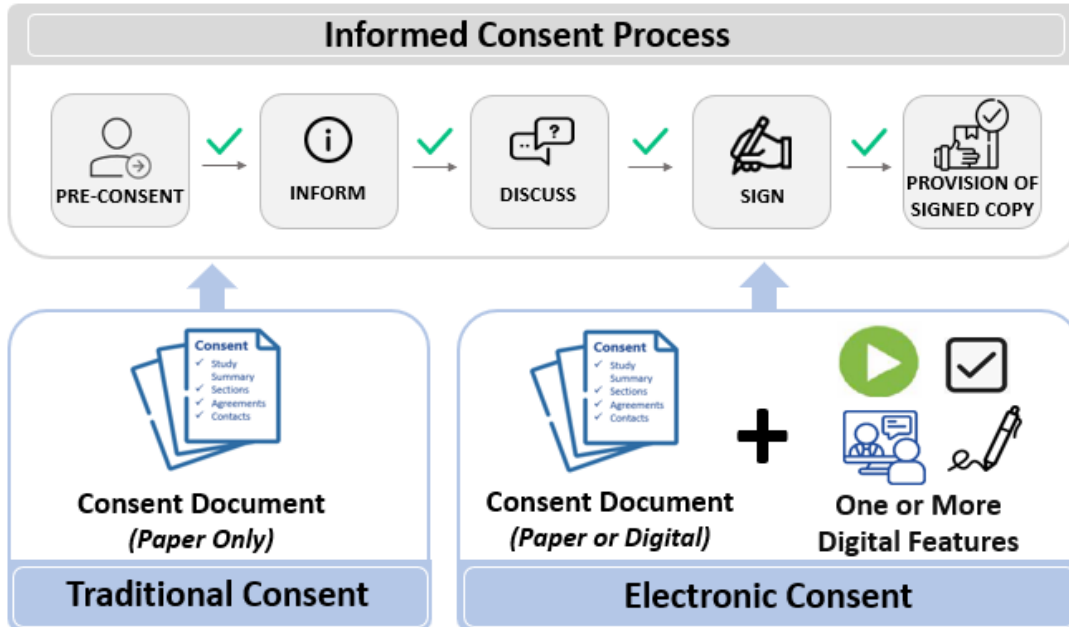 Informed Consent Process
PRE-CONSENT
INFORM
?
DISCUSS
SIGN
PROVISION OF
SIGNED COPY
Consent
✓ Study
Summary
✓ Sections
✓ Agreements
✓ Contacts
Consent Document
(Paper Only)
Traditional Consent
Consent
✓ Study
Summary
✓ Sections
✓ Agreements
✓ Contacts
+
Consent Document
(Paper or Digital)
One or More
Digital Features
Electronic Consent